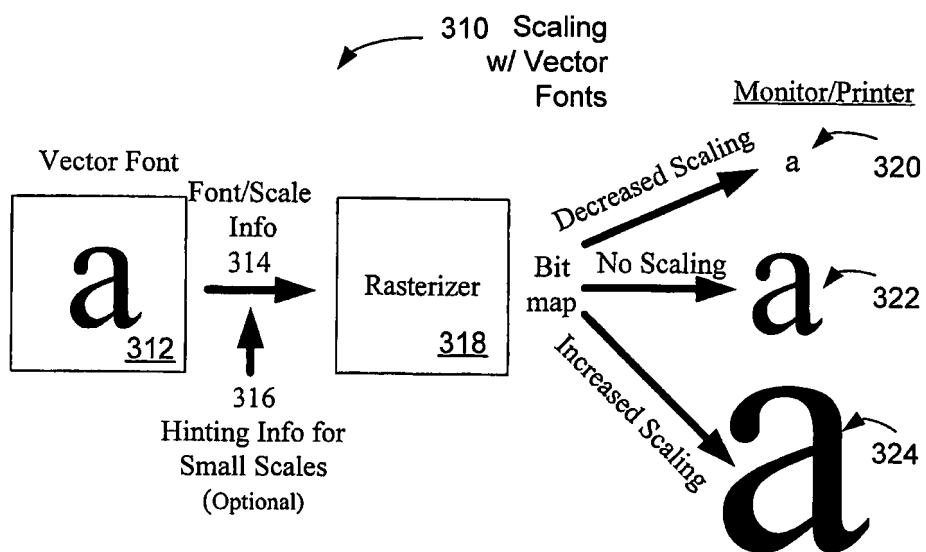 310 Scaling
w/ Vector
Fonts
Monitor/Printer
Vector Font
a
312
Font/Scale
Info
314
316
Hinting Info for
Small Scales
(Optional)
Rasterizer
318
Bit
map
Decreased Scaling
a
320
No Scaling
a
322
Increased Scaling
a
324